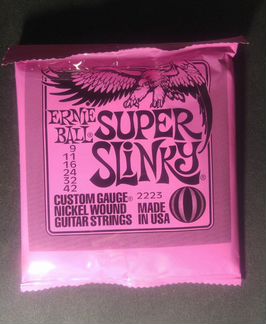 ERNIE BALL®
SUPER SLINKY®
9
11
16
24
32
42
2223
CUSTOM GAUGE®
NICKEL WOUND
GUITAR STRINGS
MADE
IN USA